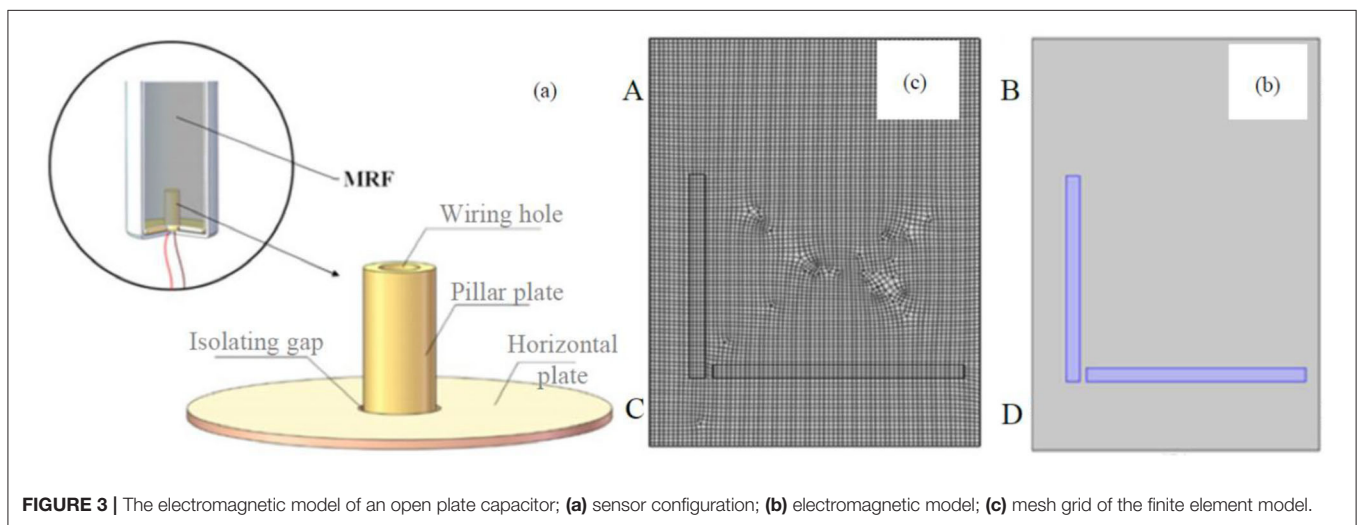 (a)
MRF
Wiring hole
Pillar plate
Isolating gap
Horizontal
plate
A
(c)
C
B
(b)
D
FIGURE 3 | The electromagnetic model of an open plate capacitor; (a) sensor configuration; (b) electromagnetic model; (c) mesh grid of the finite element model.